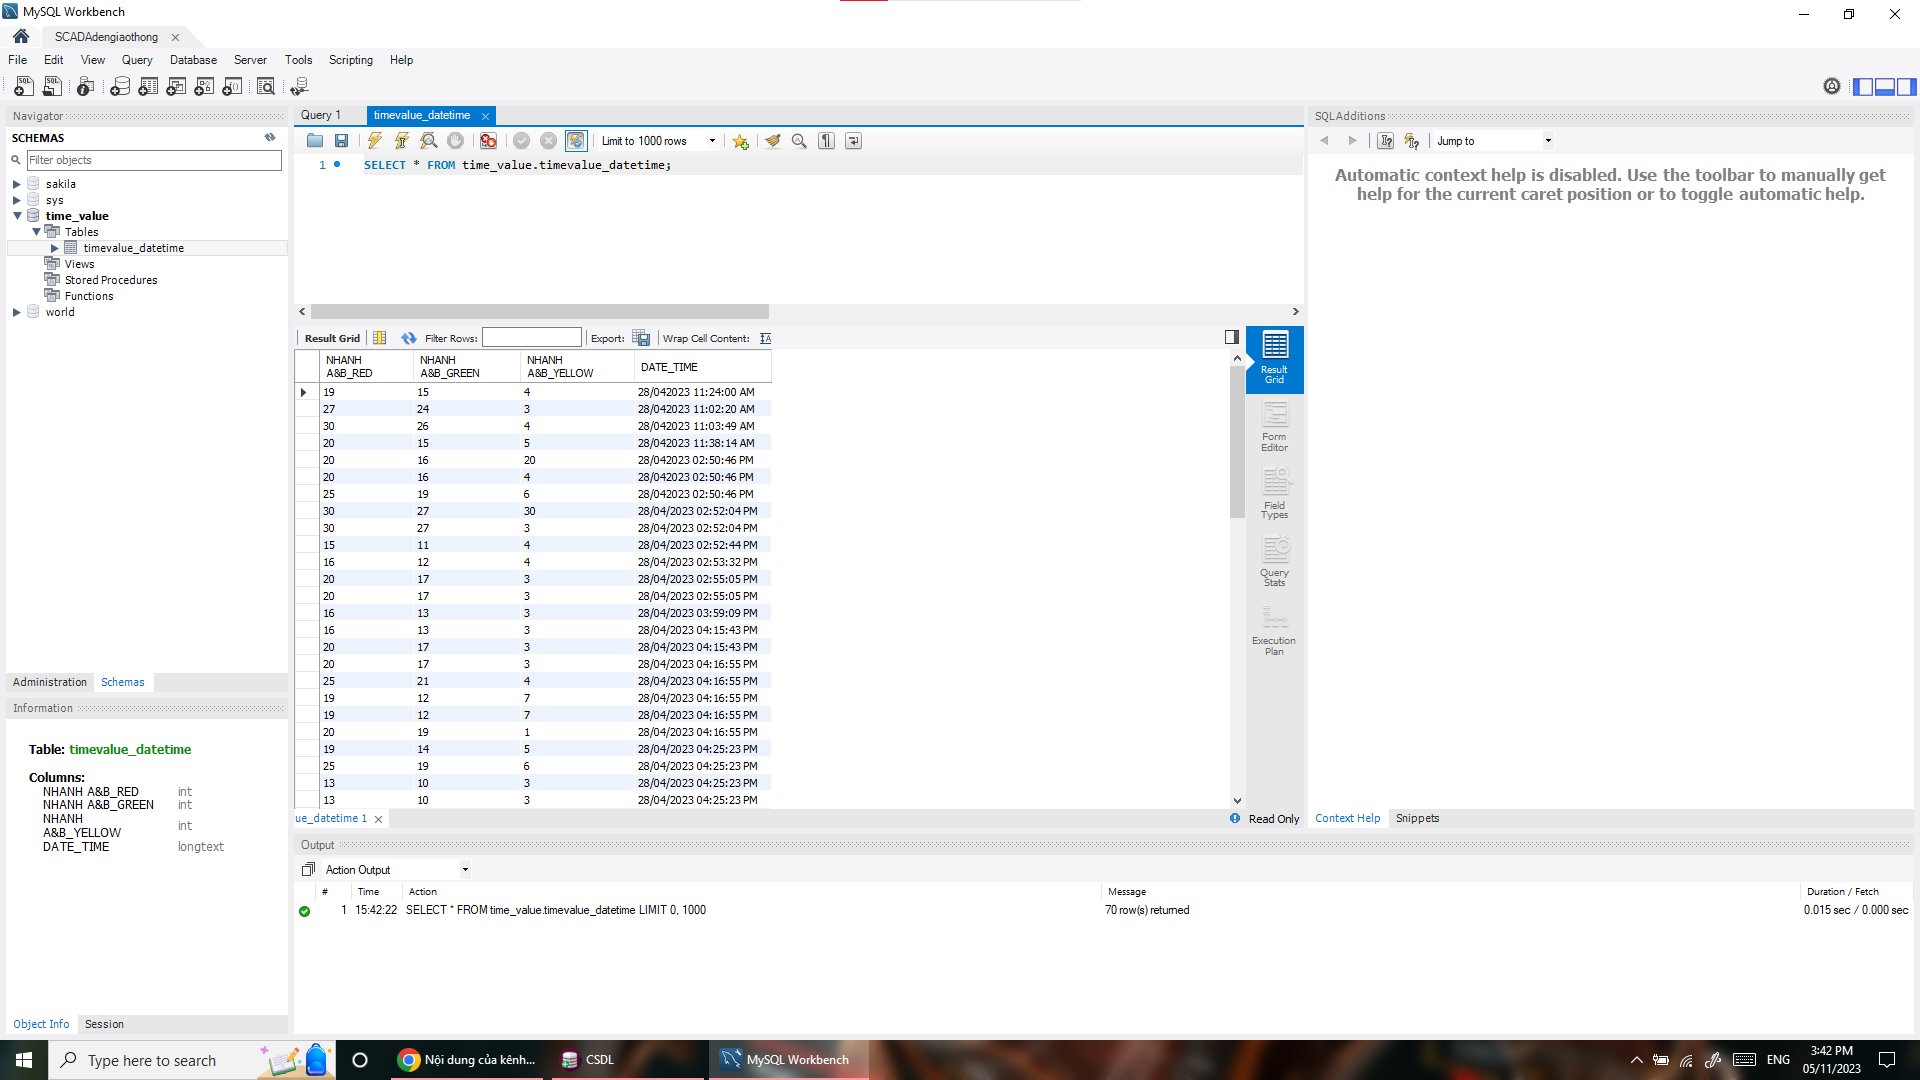 MySQL Workbench
SCADAdengiaothong
File Edit View Query Database Server Tools Scripting Help
Navigator
SCHEMAS
Filter objects
sakila
sys
time_value
Tables
timevalue_datetime
Views
Stored Procedures
Functions
world
Administration Schemas
Information
Table: timevalue_datetime
Columns:
NHANH A&B_RED int
NHANH A&B_GREEN int
NHANH
A&B_YELLOW int
DATE_TIME longtext
Object Info Session
Query 1 timevalue_datetime
Limit to 1000 rows
1 SELECT * FROM time_value.timevalue_datetime;
Result Grid Filter Rows: Export: Wrap Cell Content:
NHANH A&B_RED NHANH A&B_GREEN NHANH A&B_YELLOW DATE_TIME
19 15 4 28/042023 11:24:00 AM
27 24 3 28/042023 11:02:20 AM
30 26 4 28/042023 11:03:49 AM
20 15 5 28/042023 11:38:14 AM
20 16 20 28/042023 02:50:46 PM
20 16 4 28/042023 02:50:46 PM
25 19 6 28/042023 02:50:46 PM
30 27 30 28/04/2023 02:52:04 PM
30 27 3 28/04/2023 02:52:04 PM
15 11 4 28/04/2023 02:52:44 PM
16 12 4 28/04/2023 02:53:32 PM
20 17 3 28/04/2023 02:55:05 PM
20 17 3 28/04/2023 02:55:05 PM
16 13 3 28/04/2023 03:59:09 PM
16 13 3 28/04/2023 04:15:43 PM
20 17 3 28/04/2023 04:15:43 PM
20 17 3 28/04/2023 04:16:55 PM
25 21 4 28/04/2023 04:16:55 PM
19 12 7 28/04/2023 04:16:55 PM
19 12 7 28/04/2023 04:16:55 PM
20 19 1 28/04/2023 04:16:55 PM
19 14 5 28/04/2023 04:25:23 PM
25 19 6 28/04/2023 04:25:23 PM
13 10 3 28/04/2023 04:25:23 PM
13 10 3 28/04/2023 04:25:23 PM
Result
Grid
Form
Editor
Field
Types
Query
Stats
Execution
Plan
ue_datetime 1
Read Only
SQLAdditions
Jump to
Automatic context help is disabled. Use the toolbar to manually get
help for the current caret position or to toggle automatic help.
Context Help Snippets
Output
Action Output
# Time Action Message Duration / Fetch
1 15:42:22 SELECT * FROM time_value.timevalue_datetime LIMIT 0, 1000 70 row(s) returned 0.015 sec / 0.000 sec
Type here to search
Nội dung của kênh...
CSDL
MySQL Workbench
ENG
3:42 PM
05/11/2023